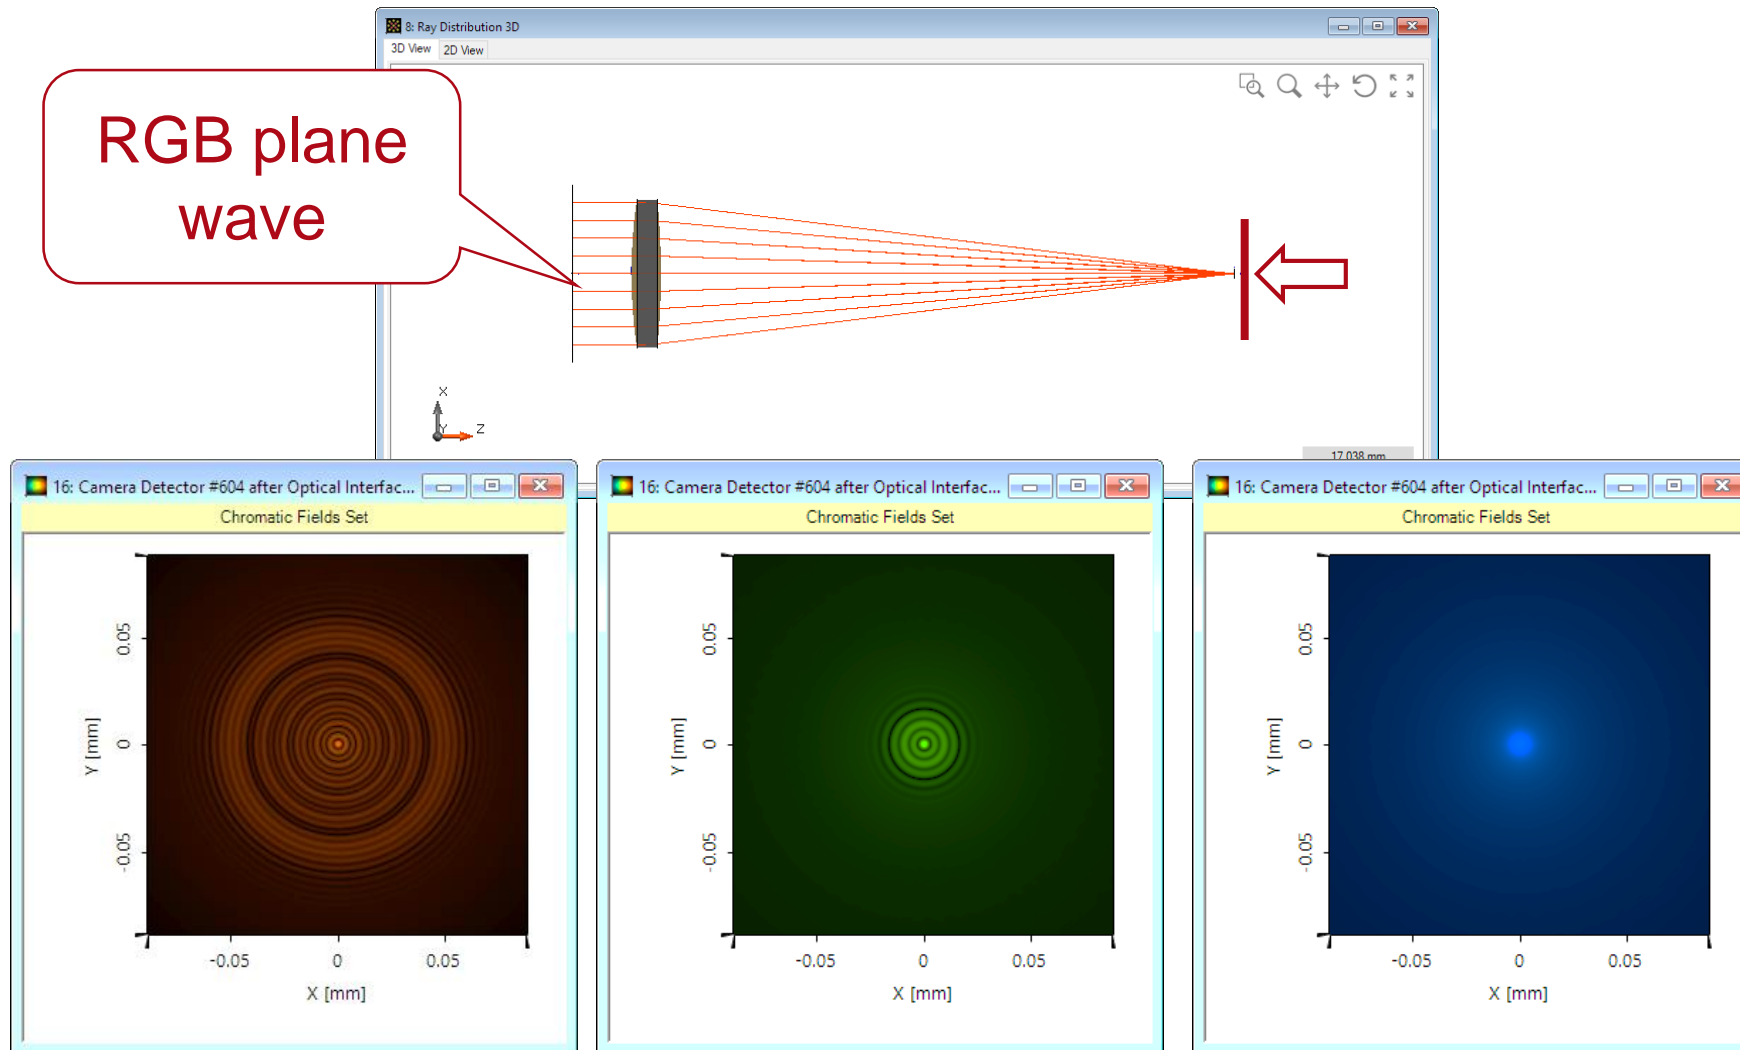 8: Ray Distribution 3D
3D View 2D View
RGB plane
wave
X
Y
Z
17.038 mm
16: Camera Detector #604 after Optical Interfac...
Chromatic Fields Set
0.05
0
-0.05
Y [mm]
-0.05 0 0.05
X [mm]
16: Camera Detector #604 after Optical Interfac...
Chromatic Fields Set
0.05
0
-0.05
Y [mm]
-0.05 0 0.05
X [mm]
16: Camera Detector #604 after Optical Interfac...
Chromatic Fields Set
0.05
0
-0.05
Y [mm]
-0.05 0 0.05
X [mm]